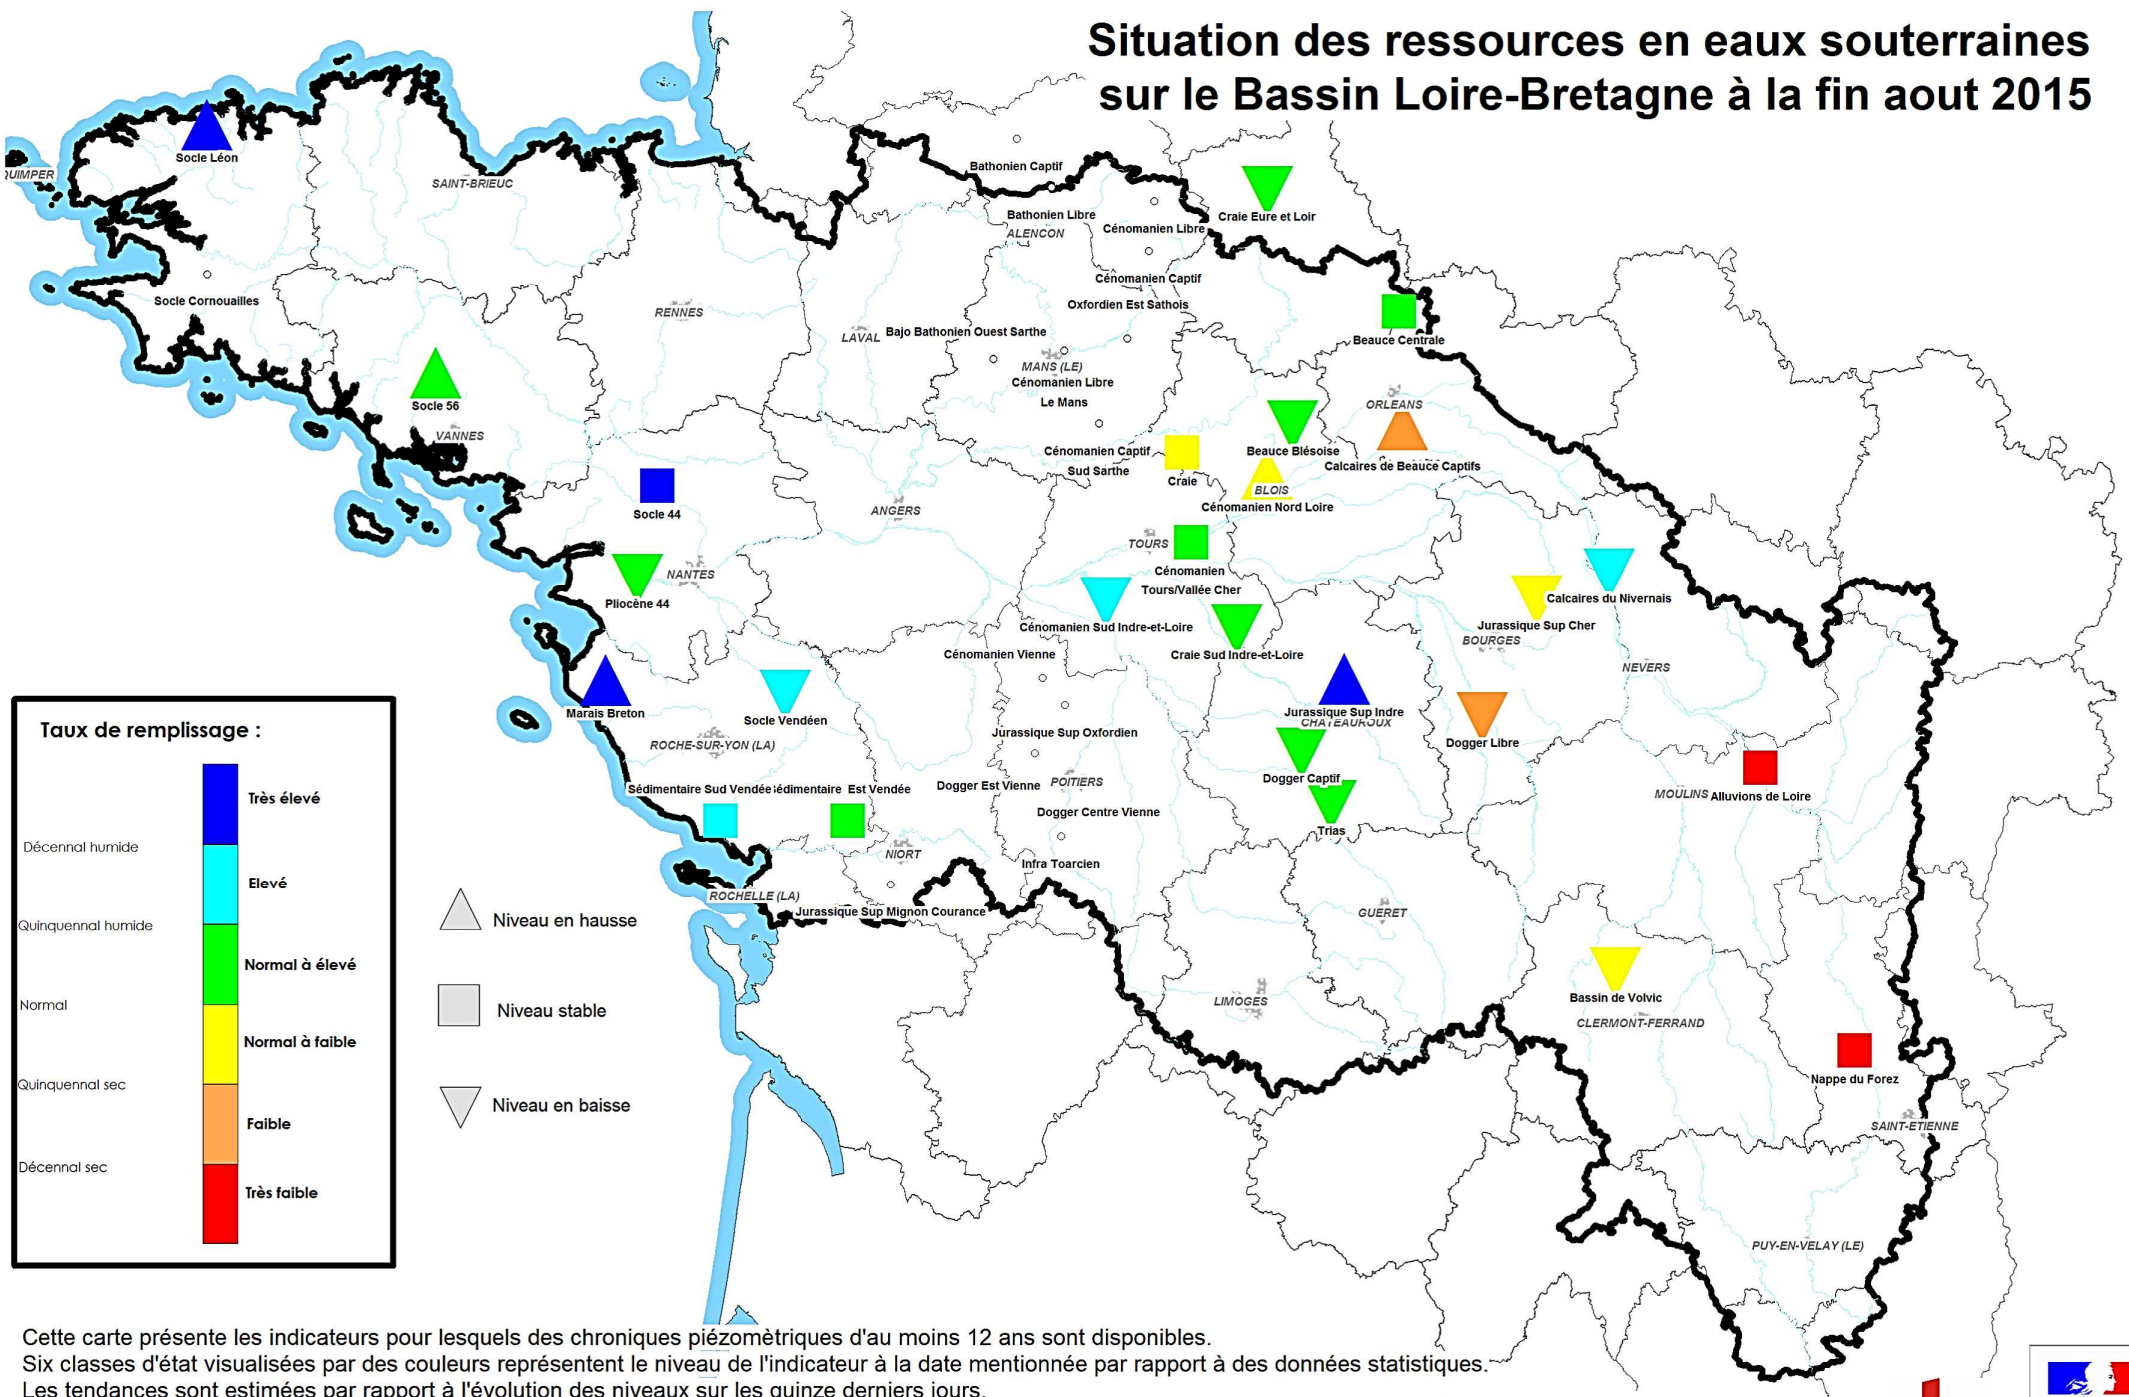 Situation des ressources en eaux souterraines
sur le Bassin Loire-Bretagne à la fin aout 2015
Socle Léon
QUIMPER
SAINT-BRIEUC
Bathonien Captif
Bathonien Libre
ALENCON
Cénomanien Libre
Craie Eure et Loir
Socle Cornouailles
RENNES
Cénomanien Captif
Oxfordien Est Sathois
LAVAL
Bajo Bathonien Ouest Sarthe
Beauce Centrale
MANS (LE)
Cénomanien Libre
Le Mans
Socle 56
VANNES
ORLEANS
Cénomanien Captif
Sud Sarthe
Craie
Beauce Blésoise
Calcaires de Beauce Captifs
BLOIS
Cénomanien Nord Loire
Socle 44
ANGERS
TOURS
Cénomanien
Tours/Vallée Cher
NANTES
Pliocène 44
Calcaires du Nivernais
Cénomanien Sud Indre-et-Loire
Jurassique Sup Cher
BOURGES
Cénomanien Vienne
Craie Sud Indre-et-Loire
NEVERS
Marais Breton
Socle Vendéen
Jurassique Sup Indre
CHATEAUROUX
Jurassique Sup Oxfordien
ROCHE-SUR-YON (LA)
Dogger Libre
Dogger Captif
Sédimentaire Sud Vendée
Sédimentaire Est Vendée
Dogger Est Vienne
POITIERS
MOULINS
Alluvions de Loire
Dogger Centre Vienne
Trias
NIORT
Infra Toarcien
ROCHELLE (LA)
Jurassique Sup Mignon Courance
GUERET
LIMOGES
Bassin de Volvic
CLERMONT-FERRAND
Nappe du Forez
SAINT-ETIENNE
PUY-EN-VELAY (LE)
Taux de remplissage :
Très élevé
Décennal humide
Elevé
Quinquennal humide
Normal à élevé
Normal
Normal à faible
Quinquennal sec
Faible
Décennal sec
Très faible
Niveau en hausse
Niveau stable
Niveau en baisse
Cette carte présente les indicateurs pour lesquels des chroniques piézomètriques d'au moins 12 ans sont disponibles.
Six classes d'état visualisées par des couleurs représentent le niveau de l'indicateur à la date mentionnée par rapport à des données statistiques.
Les tendances sont estimées par rapport à l'évolution des niveaux sur les quinze derniers jours.